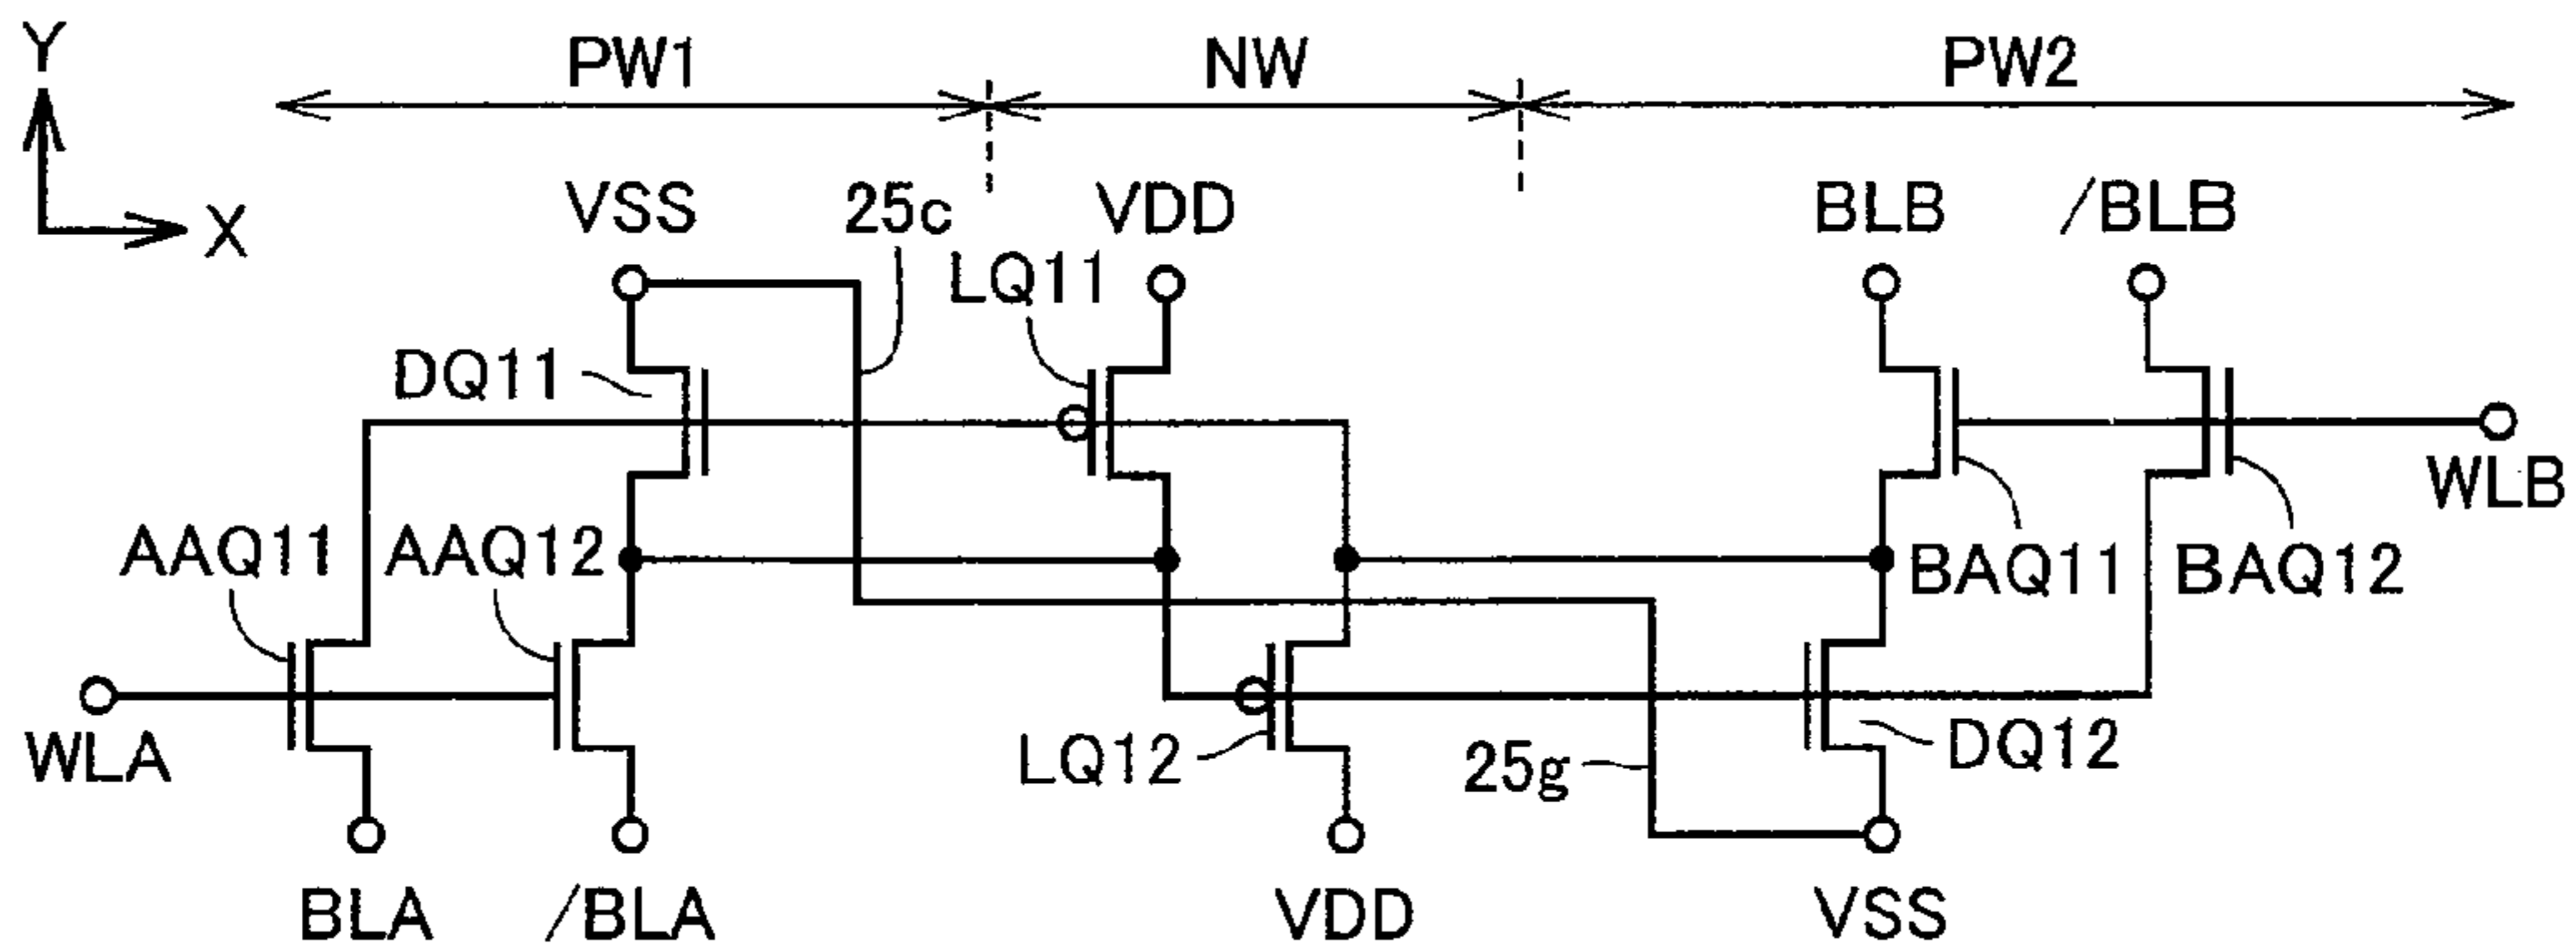 Y
PW1 NW PW2
X
VSS 25c VDD BLB /BLB
LQ11
DQ11
WLB
AAQ11 AAQ12 BAQ11 BAQ12
WLA LQ12 25g DQ12
BLA /BLA VDD VSS